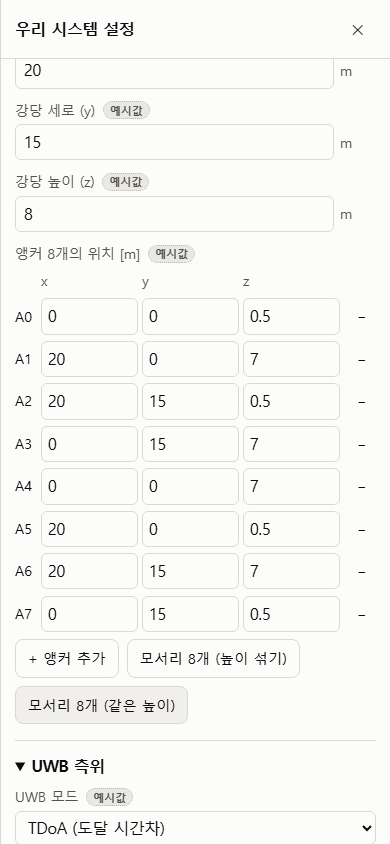 우리 시스템 설정 ×
20 m
강당 세로 (y) 예시값
15 m
강당 높이 (z) 예시값
8 m
앵커 8개의 위치 [m] 예시값
x y z
A0 0 0 0.5 −
A1 20 0 7 −
A2 20 15 0.5 −
A3 0 15 7 −
A4 0 0 7 −
A5 20 0 0.5 −
A6 20 15 7 −
A7 0 15 0.5 −
+ 앵커 추가 모서리 8개 (높이 섞기)
모서리 8개 (같은 높이)
▼ UWB 측위
UWB 모드 예시값
TDoA (도달 시간차)